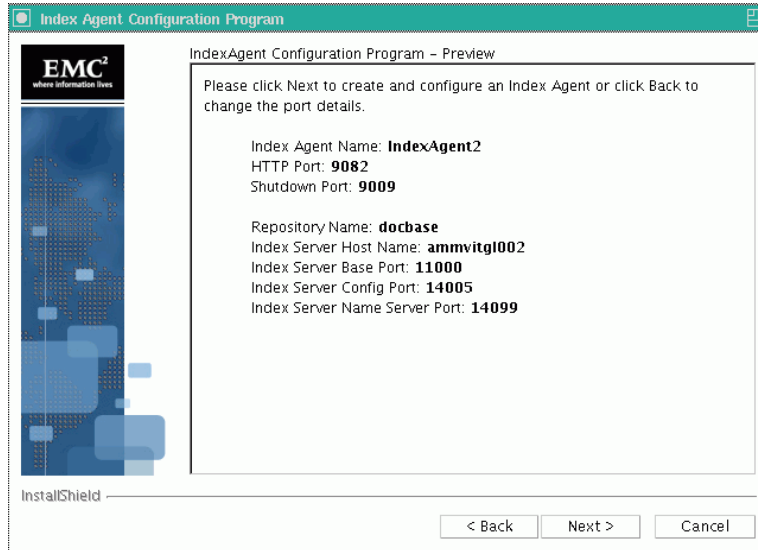 Index Agent Configuration Program
EMC²
where information lives
IndexAgent Configuration Program – Preview
Please click Next to create and configure an Index Agent or click Back to
change the port details.
Index Agent Name: IndexAgent2
HTTP Port: 9082
Shutdown Port: 9009
Repository Name: docbase
Index Server Host Name: ammvitgl002
Index Server Base Port: 11000
Index Server Config Port: 14005
Index Server Name Server Port: 14099
InstallShield
< Back
Next >
Cancel